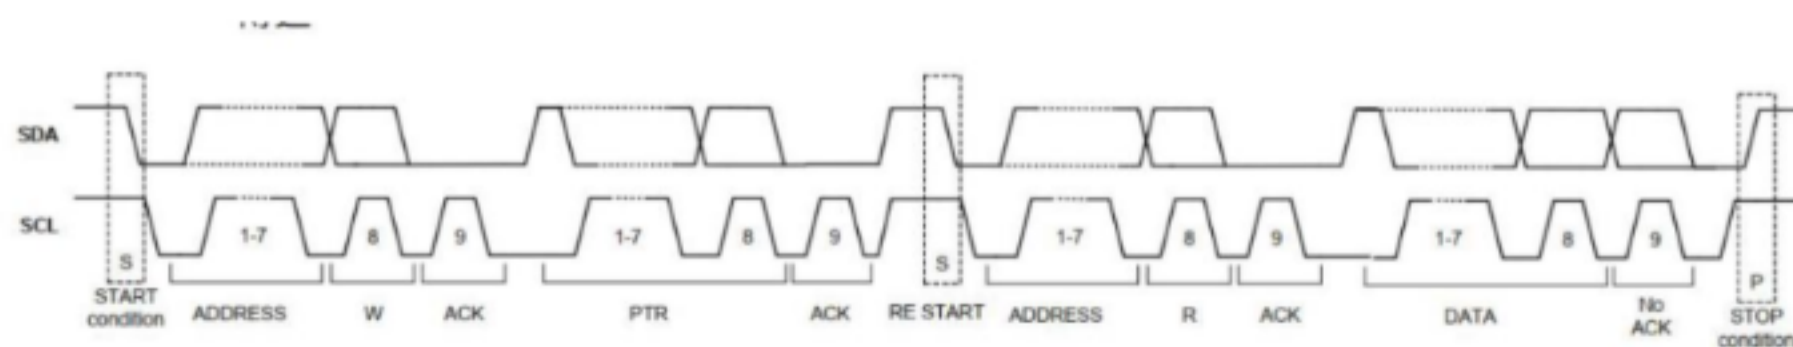 SDA
SCL
1-7 8 9 1-7 8 9 1-7 8 9 1-7 8 9
S S P
START condition ADDRESS W ACK PTR ACK RE START ADDRESS R ACK DATA No ACK STOP condition